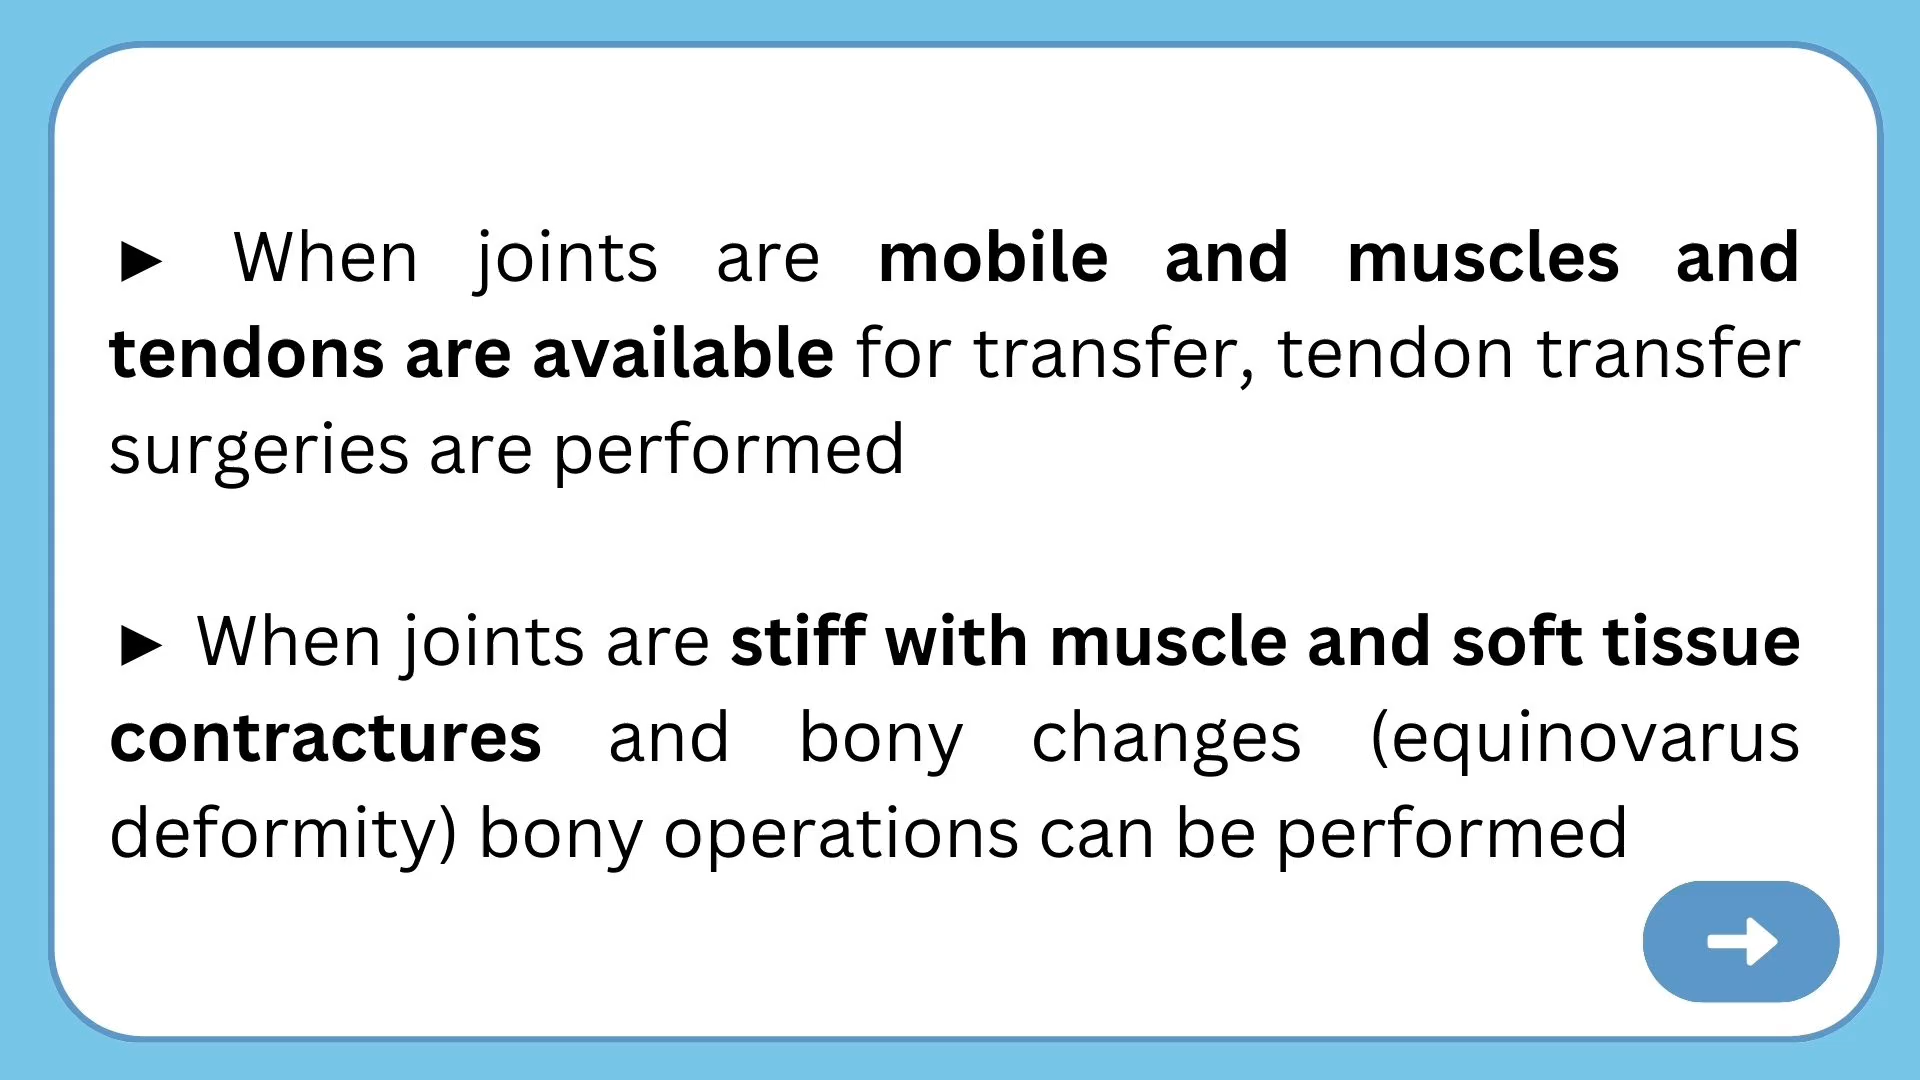 ► When joints are mobile and muscles and
tendons are available for transfer, tendon transfer
surgeries are performed
► When joints are stiff with muscle and soft tissue
contractures and bony changes (equinovarus
deformity) bony operations can be performed